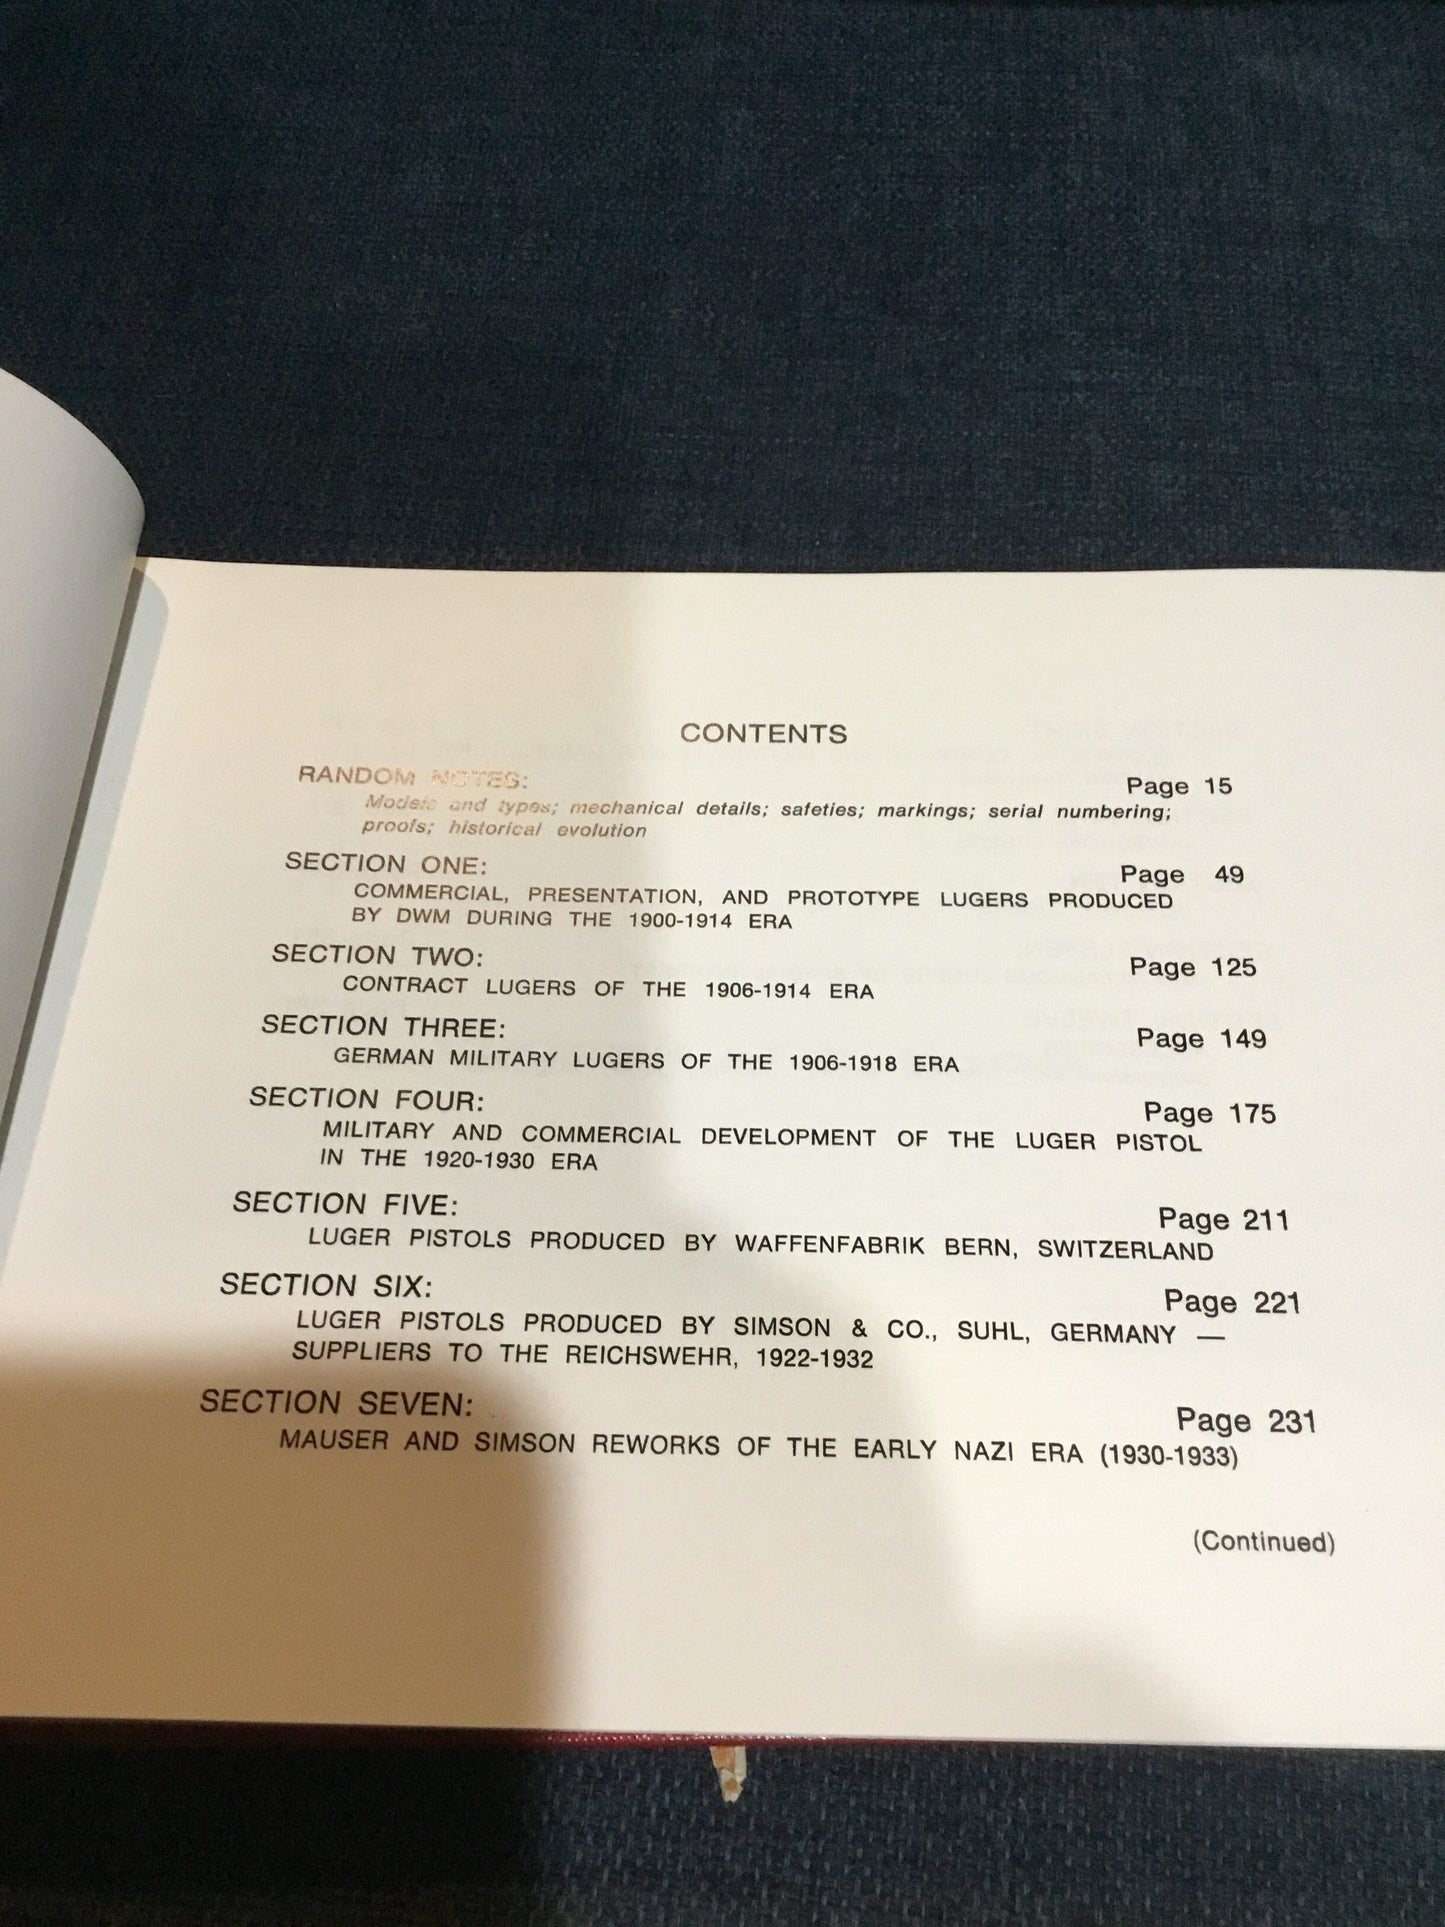 CONTENTS
RANDOM NOTES: Page 15
Models and types; mechanical details; safeties; markings; serial numbering;
proofs; historical evolution
SECTION ONE: Page 49
COMMERCIAL, PRESENTATION, AND PROTOTYPE LUGERS PRODUCED
BY DWM DURING THE 1900-1914 ERA
SECTION TWO: Page 125
CONTRACT LUGERS OF THE 1906-1914 ERA
SECTION THREE: Page 149
GERMAN MILITARY LUGERS OF THE 1906-1918 ERA
SECTION FOUR: Page 175
MILITARY AND COMMERCIAL DEVELOPMENT OF THE LUGER PISTOL
IN THE 1920-1930 ERA
SECTION FIVE: Page 211
LUGER PISTOLS PRODUCED BY WAFFENFABRIK BERN, SWITZERLAND
SECTION SIX: Page 221
LUGER PISTOLS PRODUCED BY SIMSON & CO., SUHL, GERMANY —
SUPPLIERS TO THE REICHSWEHR, 1922-1932
SECTION SEVEN: Page 231
MAUSER AND SIMSON REWORKS OF THE EARLY NAZI ERA (1930-1933)
(Continued)